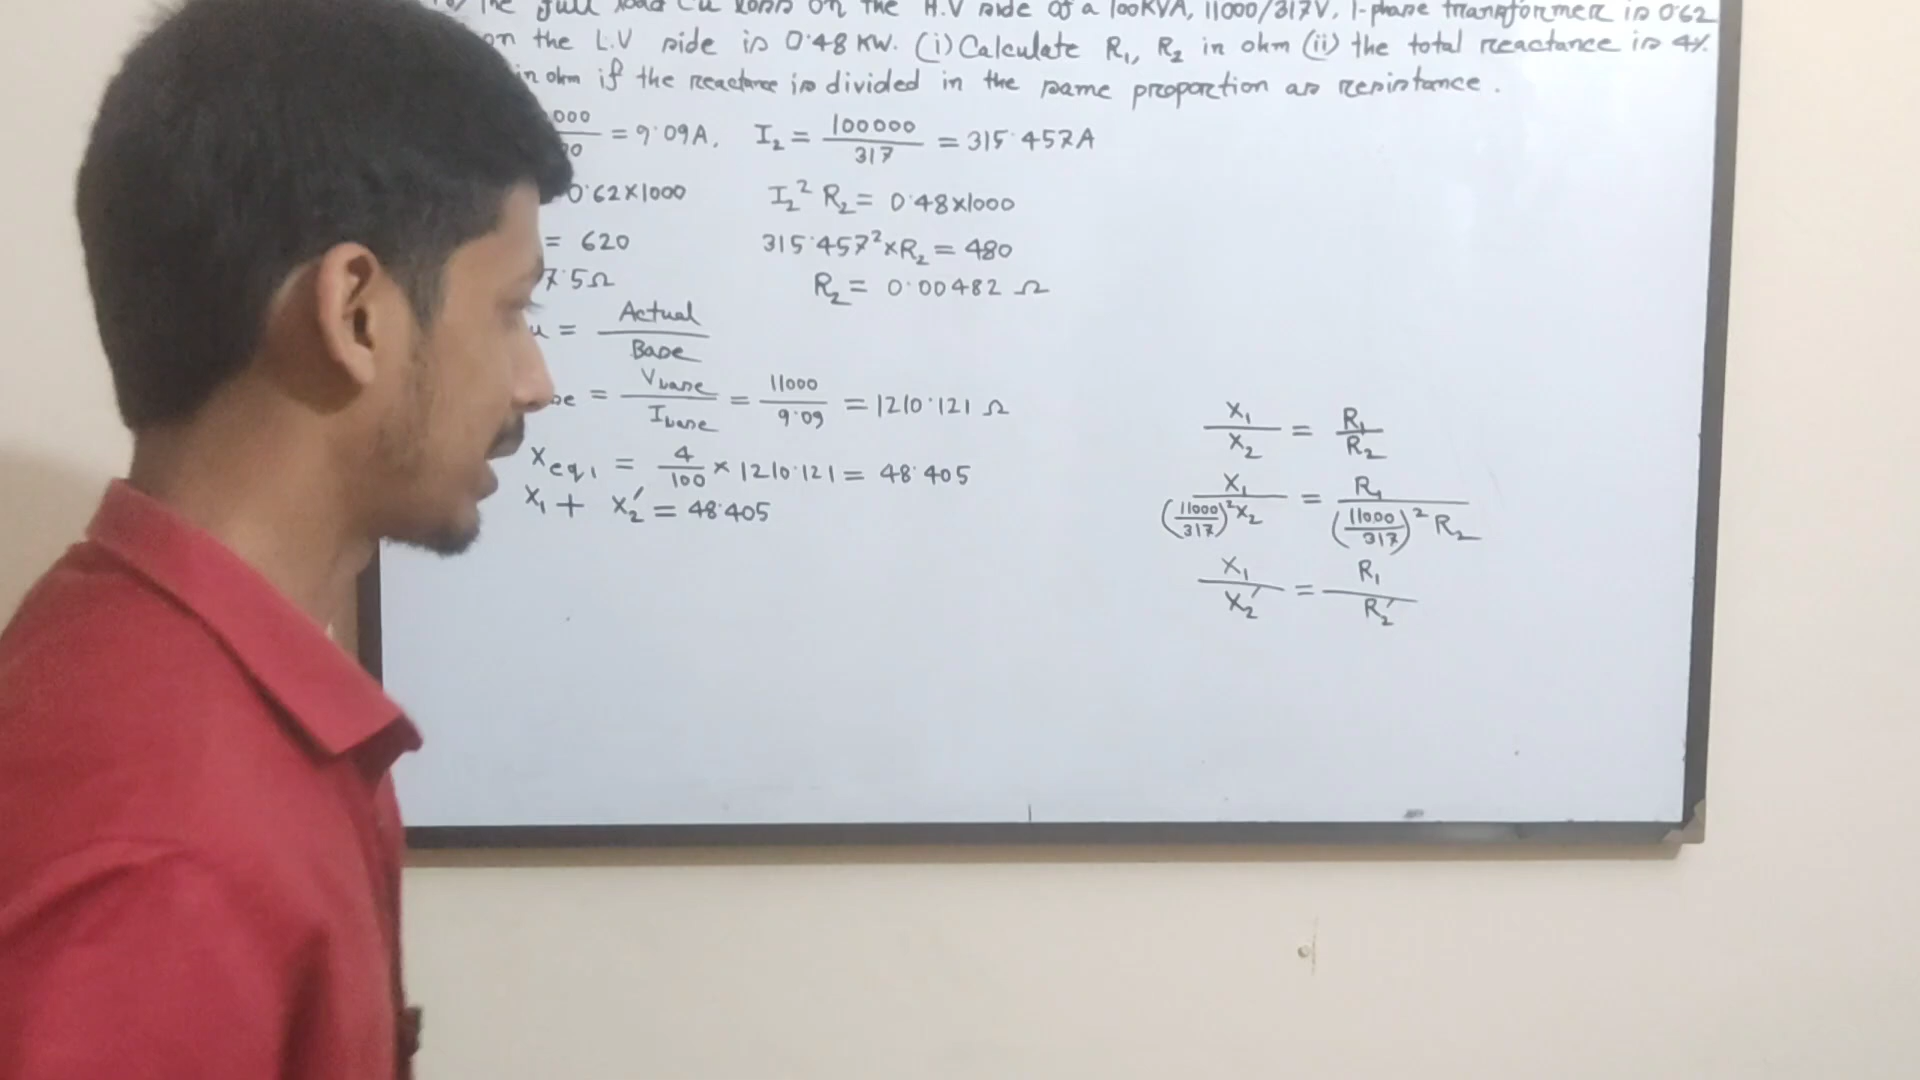 The full load Cu loss on the H.V side of a 100KVA, 11000/317V, 1-phase transformer is 0.62
on the L.V side is 0.48 KW. (i) Calculate R₁, R₂ in ohm (ii) the total reactance is 4%
in ohm if the reactance is divided in the same proportion as resistance.
= 9.09A, I₂ = 100000/317 = 315.457A
0.62×1000 I₂² R₂ = 0.48×1000
= 620 315.457²×R₂ = 480
7.5Ω R₂ = 0.00482 Ω
u = Actual/Base
= Vbase/Ibase = 11000/9.09 = 1210.121 Ω
Xeq₁ = 4/100 × 1210.121 = 48.405
X₁ + X₂′ = 48.405
X₁/X₂ = R₁/R₂
X₁/(11000/317)²X₂ = R₁/(11000/317)²R₂
X₁/X₂′ = R₁/R₂′